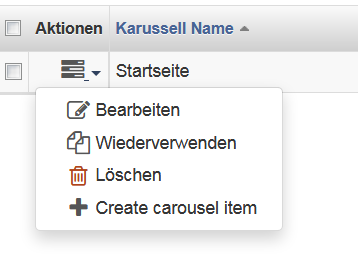 Aktionen Karussell Name
Startseite
Bearbeiten
Wiederverwenden
Löschen
Create carousel item